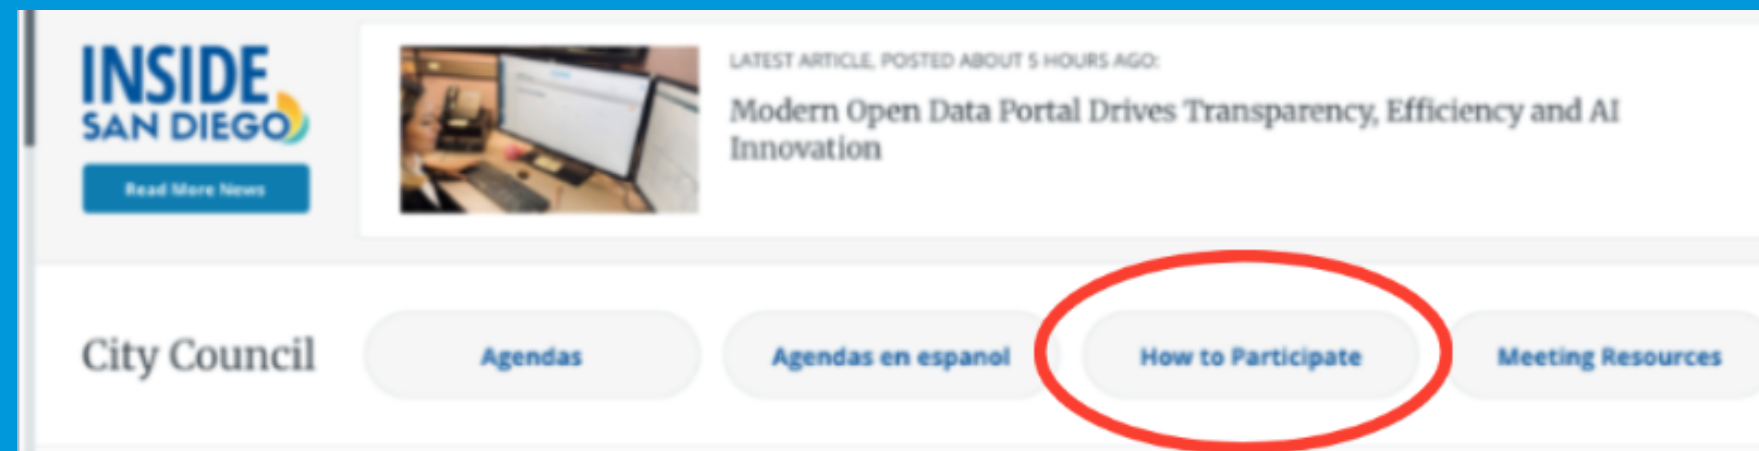 INSIDE
SAN DIEGO
Read More News
LATEST ARTICLE, POSTED ABOUT 5 HOURS AGO:
Modern Open Data Portal Drives Transparency, Efficiency and AI
Innovation
City Council
Agendas
Agendas en espanol
How to Participate
Meeting Resources